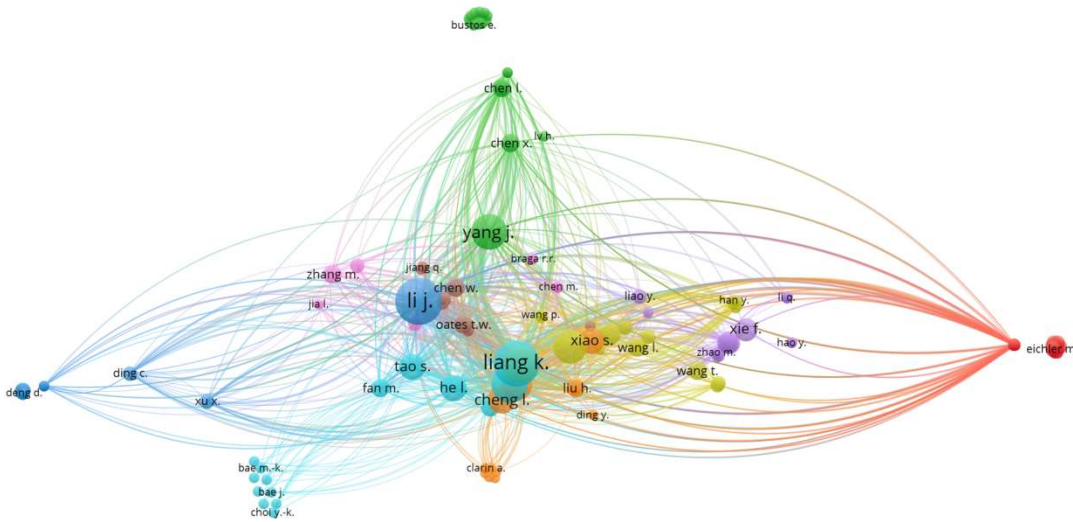 bustos e.
chen l.
lv h.
chen x.
yang j.
braga r.r.
jiang q.
zhang m.
chen w.
chen m.
li j.
jia l.
liao y.
li q.
han y.
wang p.
oates t.w.
xie f.
xiao s.
wang l.
hao y.
zhao m.
eichler m.
liang k.
tao s.
wang t.
ding c.
deng d.
fan m.
he l.
liu h.
xu x.
cheng l.
ding y.
bae m.-k.
clarin a.
bae j.
choi y.-k.